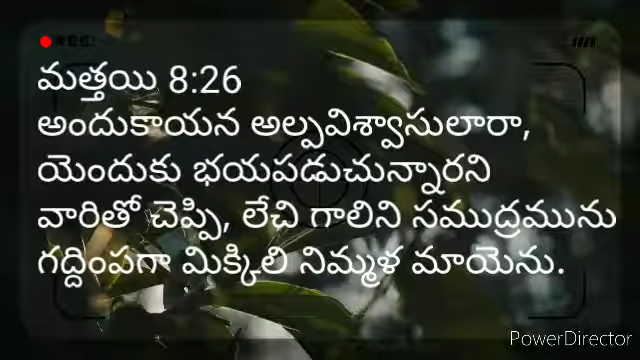 మత్తయి 8:26
అందుకాయన అల్పవిశ్వాసులారా,
యెందుకు భయపడుచున్నారని
వారితో చెప్పి, లేచి గాలిని సముద్రమును
గద్దింపగా మిక్కిలి నిమ్మళ మాయెను.
PowerDirector